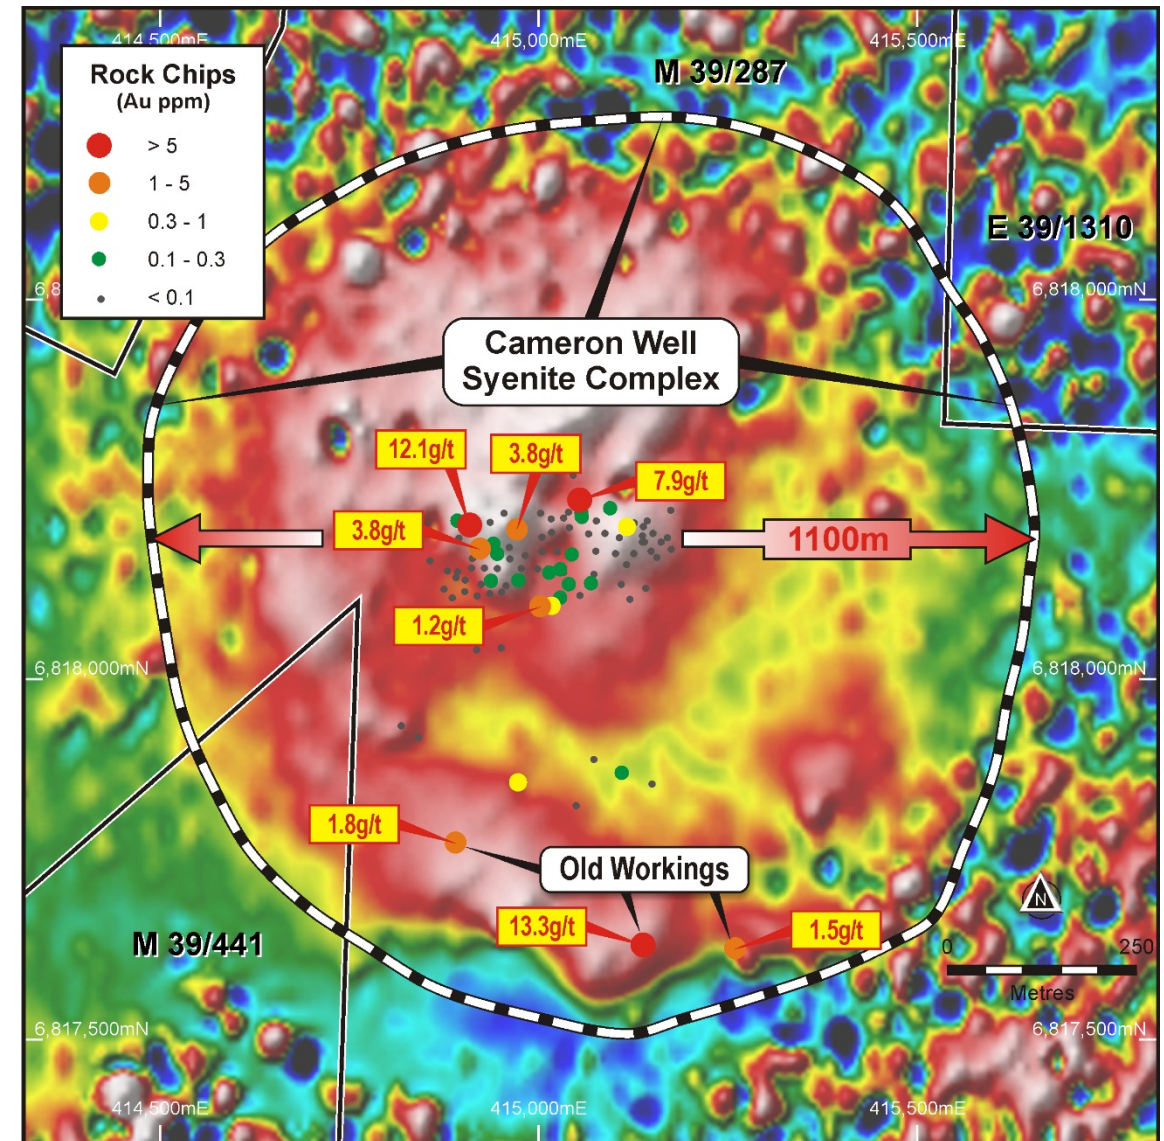 414,500mE
415,000mE
415,500mE
Rock Chips
(Au ppm)
> 5
1 - 5
0.3 - 1
0.1 - 0.3
< 0.1
M 39/287
E 39/1310
6,8
6,818,000mN
Cameron Well
Syenite Complex
12.1g/t
3.8g/t
7.9g/t
3.8g/t
1100m
1.2g/t
6,818,000mN
6,818,000mN
1.8g/t
Old Workings
N
13.3g/t
1.5g/t
M 39/441
0
250
Metres
6,817,500mN
6,817,500mN
414,500mE
415,000mE
415,500mE